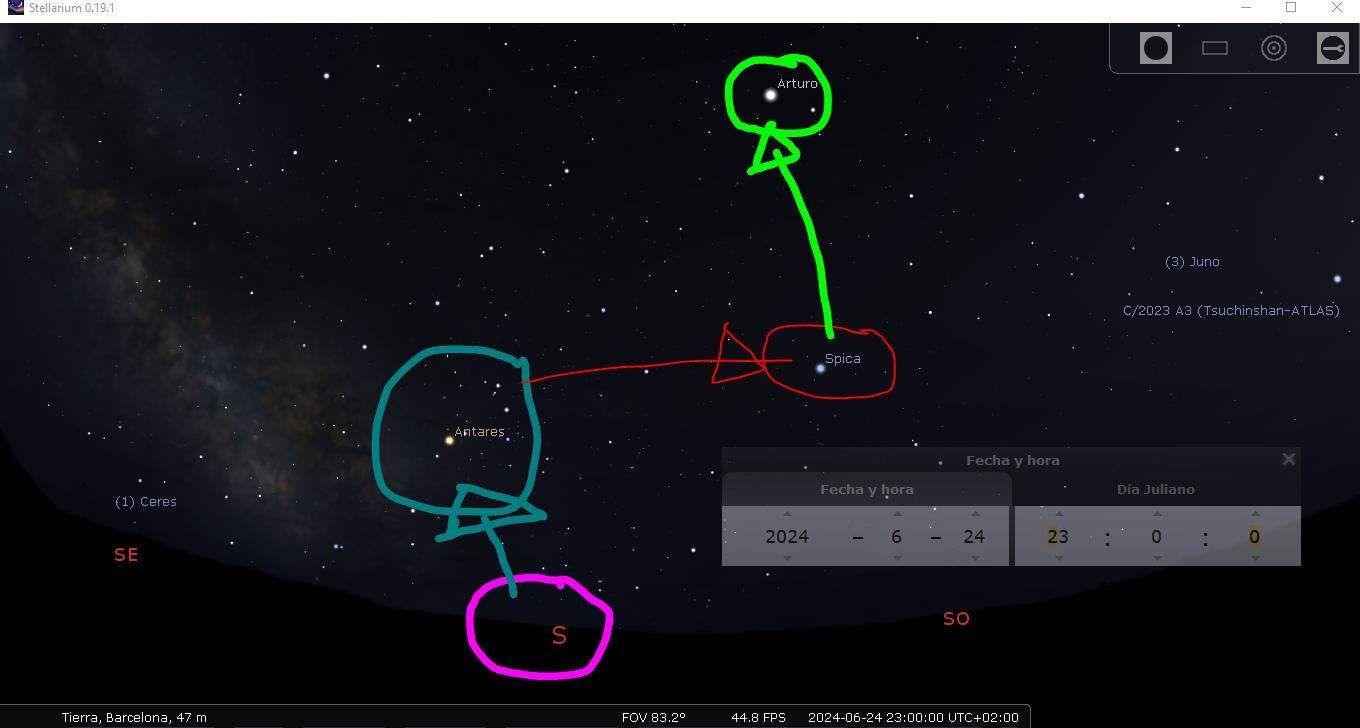 Stellarium 0.19.1
Arturo
(3) Juno
C/2023 A3 (Tsuchinshan-ATLAS)
Spica
Antares
Fecha y hora
Fecha y hora
Día Juliano
(1) Ceres
2024 – 6 – 24 23 : 0 : 0
SE
SO
S
Tierra, Barcelona, 47 m FOV 83.2º 44.8 FPS 2024-06-24 23:00:00 UTC+02:00